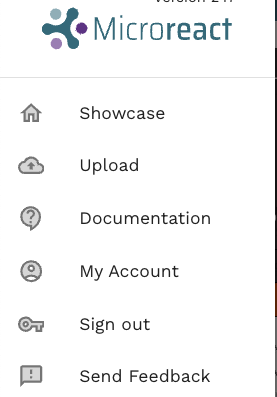 Microreact
Showcase
Upload
Documentation
My Account
Sign out
Send Feedback